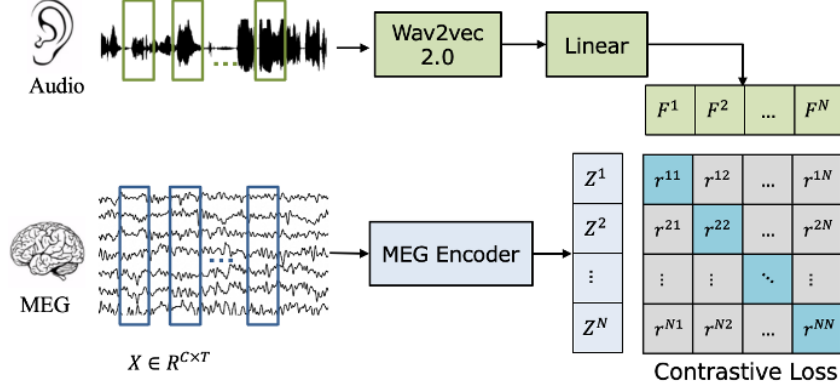 Audio
Wav2vec
2.0
Linear
F¹ F² ... Fᴺ
MEG
X ∈ Rᶜˣᵀ
MEG Encoder
Z¹
Z²
⋮
Zᴺ
r¹¹ r¹² ... r¹ᴺ
r²¹ r²² ... r²ᴺ
⋮ ⋮ ⋱ ⋮
rᴺ¹ rᴺ² ... rᴺᴺ
Contrastive Loss